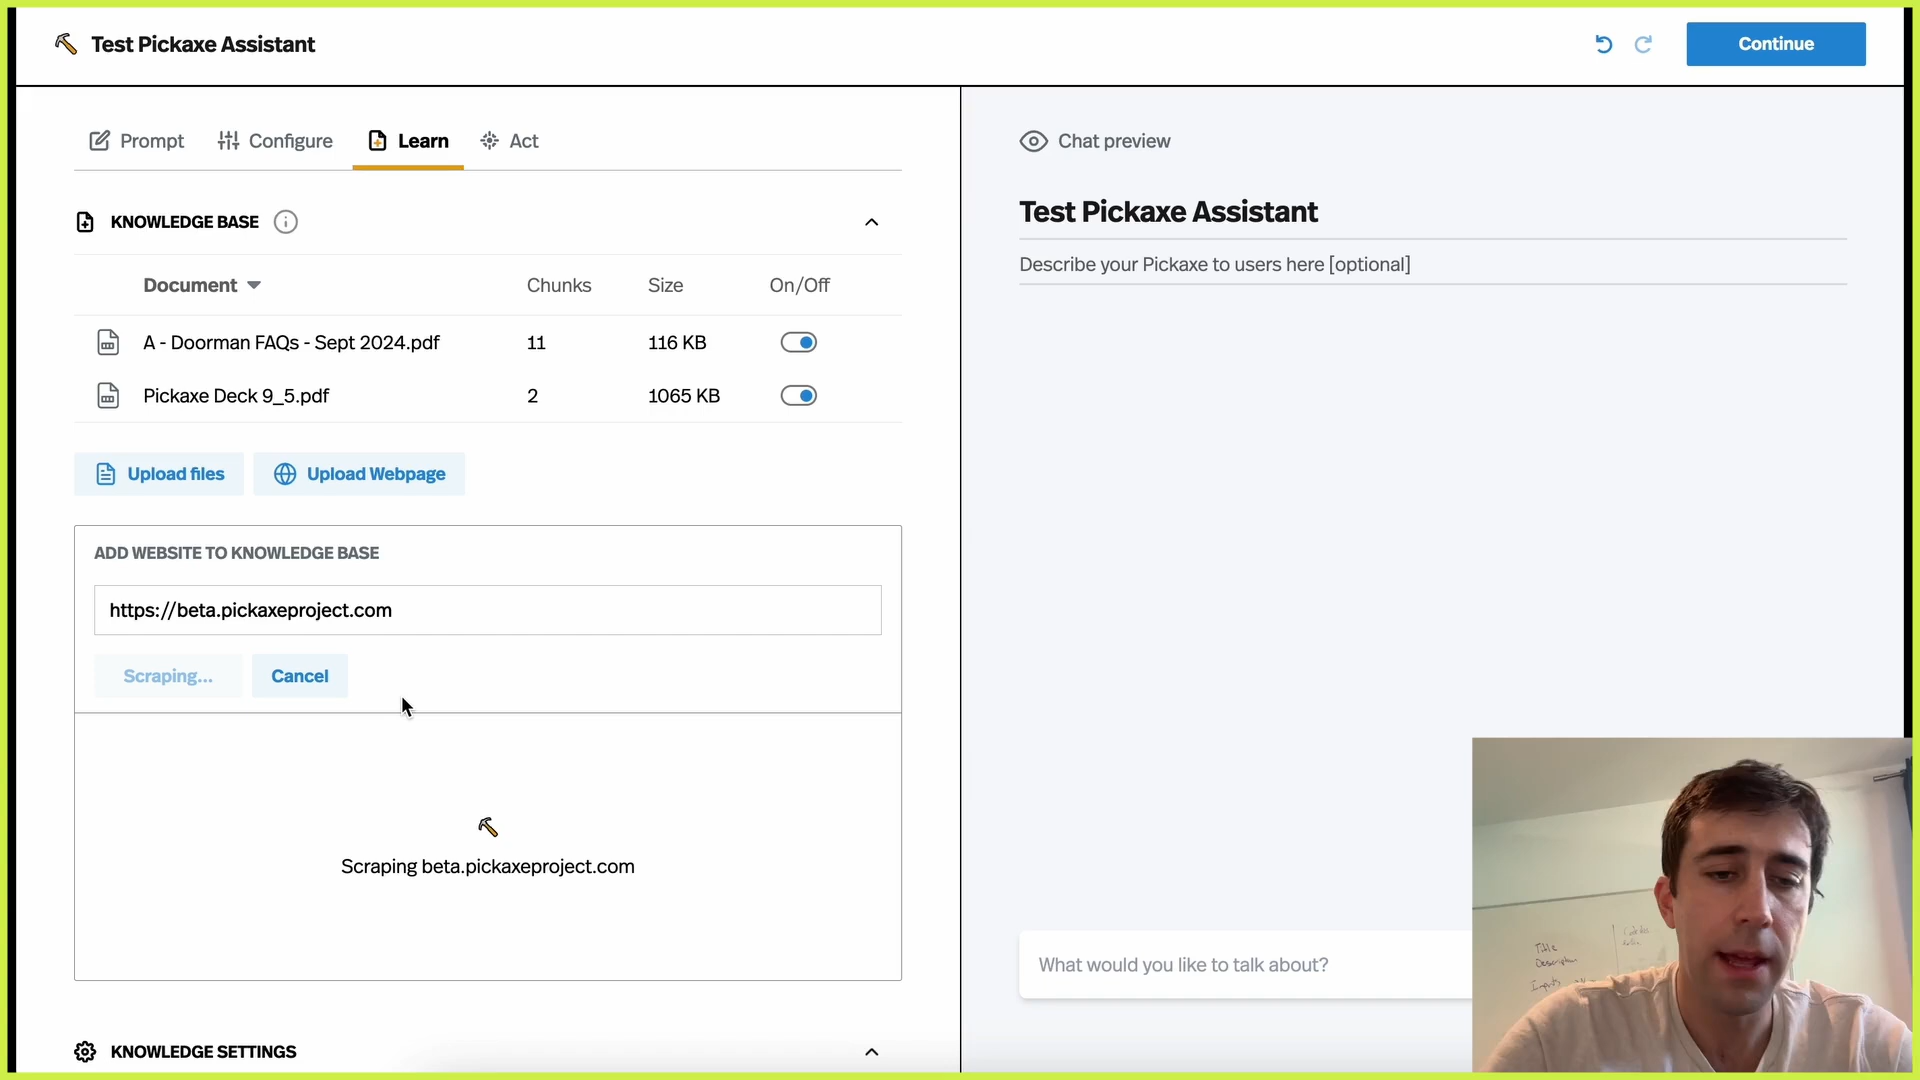 Test Pickaxe Assistant
Continue
Prompt
Configure
Learn
Act
KNOWLEDGE BASE
Document
Chunks
Size
On/Off
A - Doorman FAQs - Sept 2024.pdf
11
116 KB
Pickaxe Deck 9_5.pdf
2
1065 KB
Upload files
Upload Webpage
ADD WEBSITE TO KNOWLEDGE BASE
https://beta.pickaxeproject.com
Scraping...
Cancel
Scraping beta.pickaxeproject.com
KNOWLEDGE SETTINGS
Chat preview
Test Pickaxe Assistant
Describe your Pickaxe to users here [optional]
What would you like to talk about?
Title
Description
Inputs